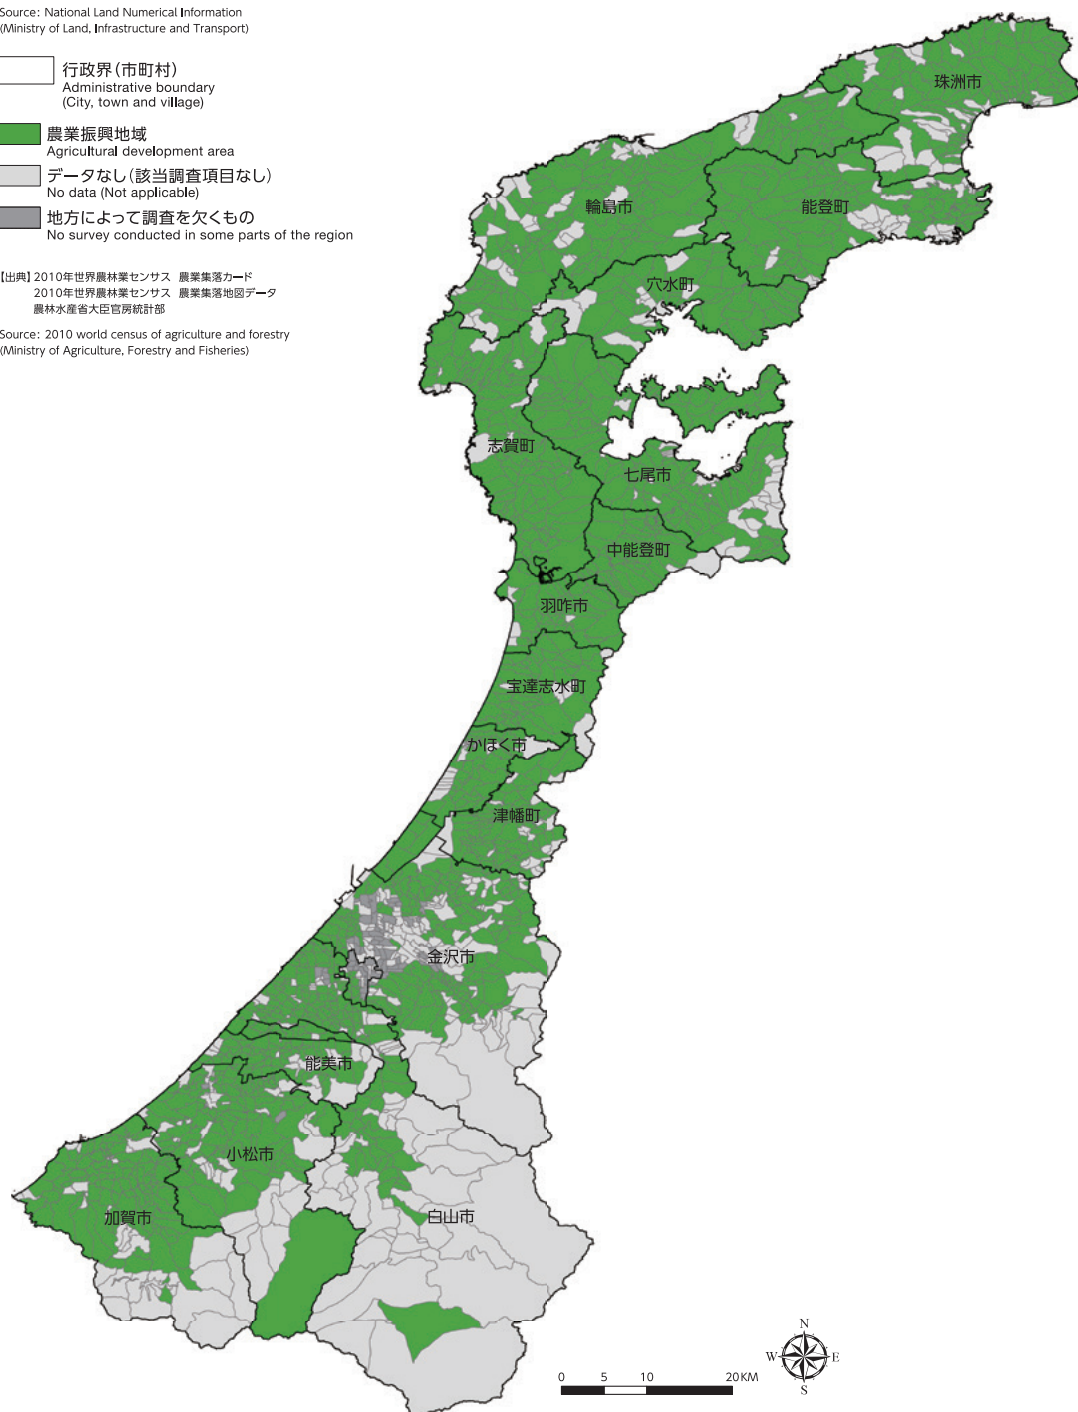 Source: National Land Numerical Information
(Ministry of Land, Infrastructure and Transport)
行政界(市町村)
Administrative boundary
(City, town and village)
農業振興地域
Agricultural development area
データなし(該当調査項目なし)
No data (Not applicable)
地方によって調査を欠くもの
No survey conducted in some parts of the region
【出典】2010年世界農林業センサス 農業集落カード
2010年世界農林業センサス 農業集落地図データ
農林水産省大臣官房統計部
Source: 2010 world census of agriculture and forestry
(Ministry of Agriculture, Forestry and Fisheries)
珠洲市
輪島市
能登町
穴水町
志賀町
七尾市
中能登町
羽咋市
宝達志水町
かほく市
津幡町
金沢市
能美市
小松市
加賀市
白山市
N
W E
S
0 5 10 20KM